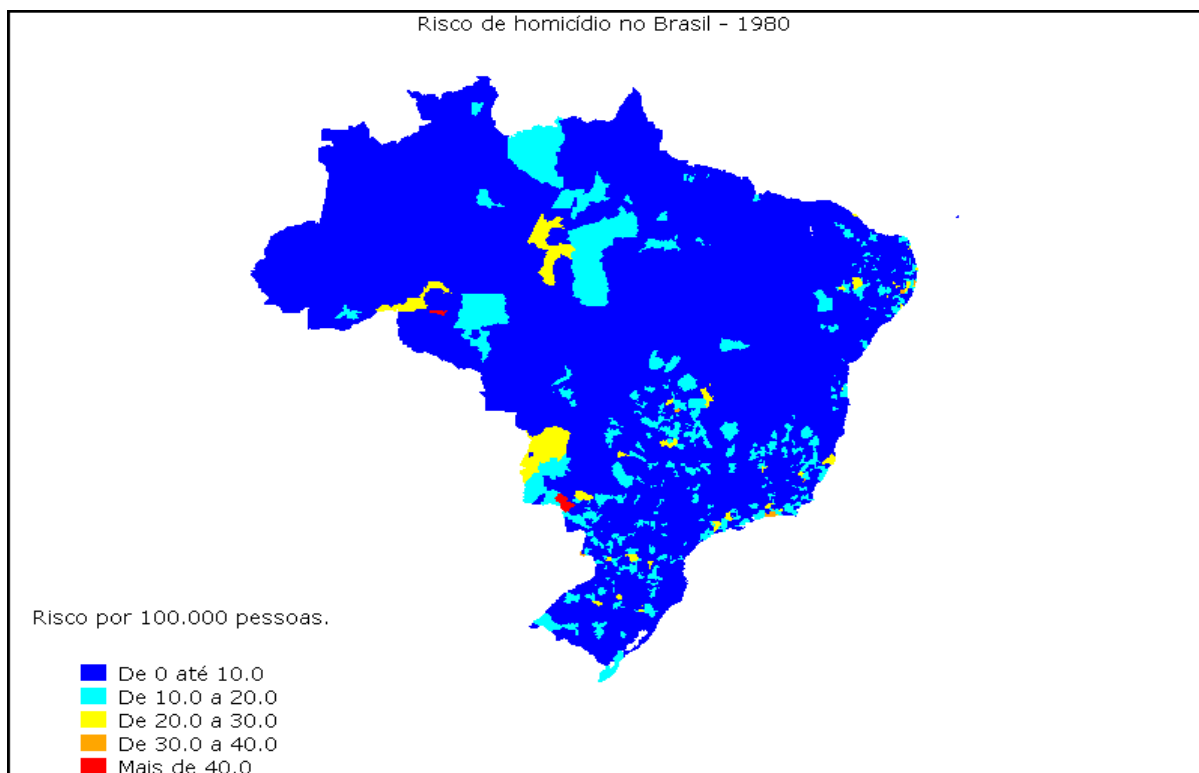 Risco de homicídio no Brasil - 1980
Risco por 100.000 pessoas.
De 0 até 10.0
De 10.0 a 20.0
De 20.0 a 30.0
De 30.0 a 40.0
Mais de 40.0